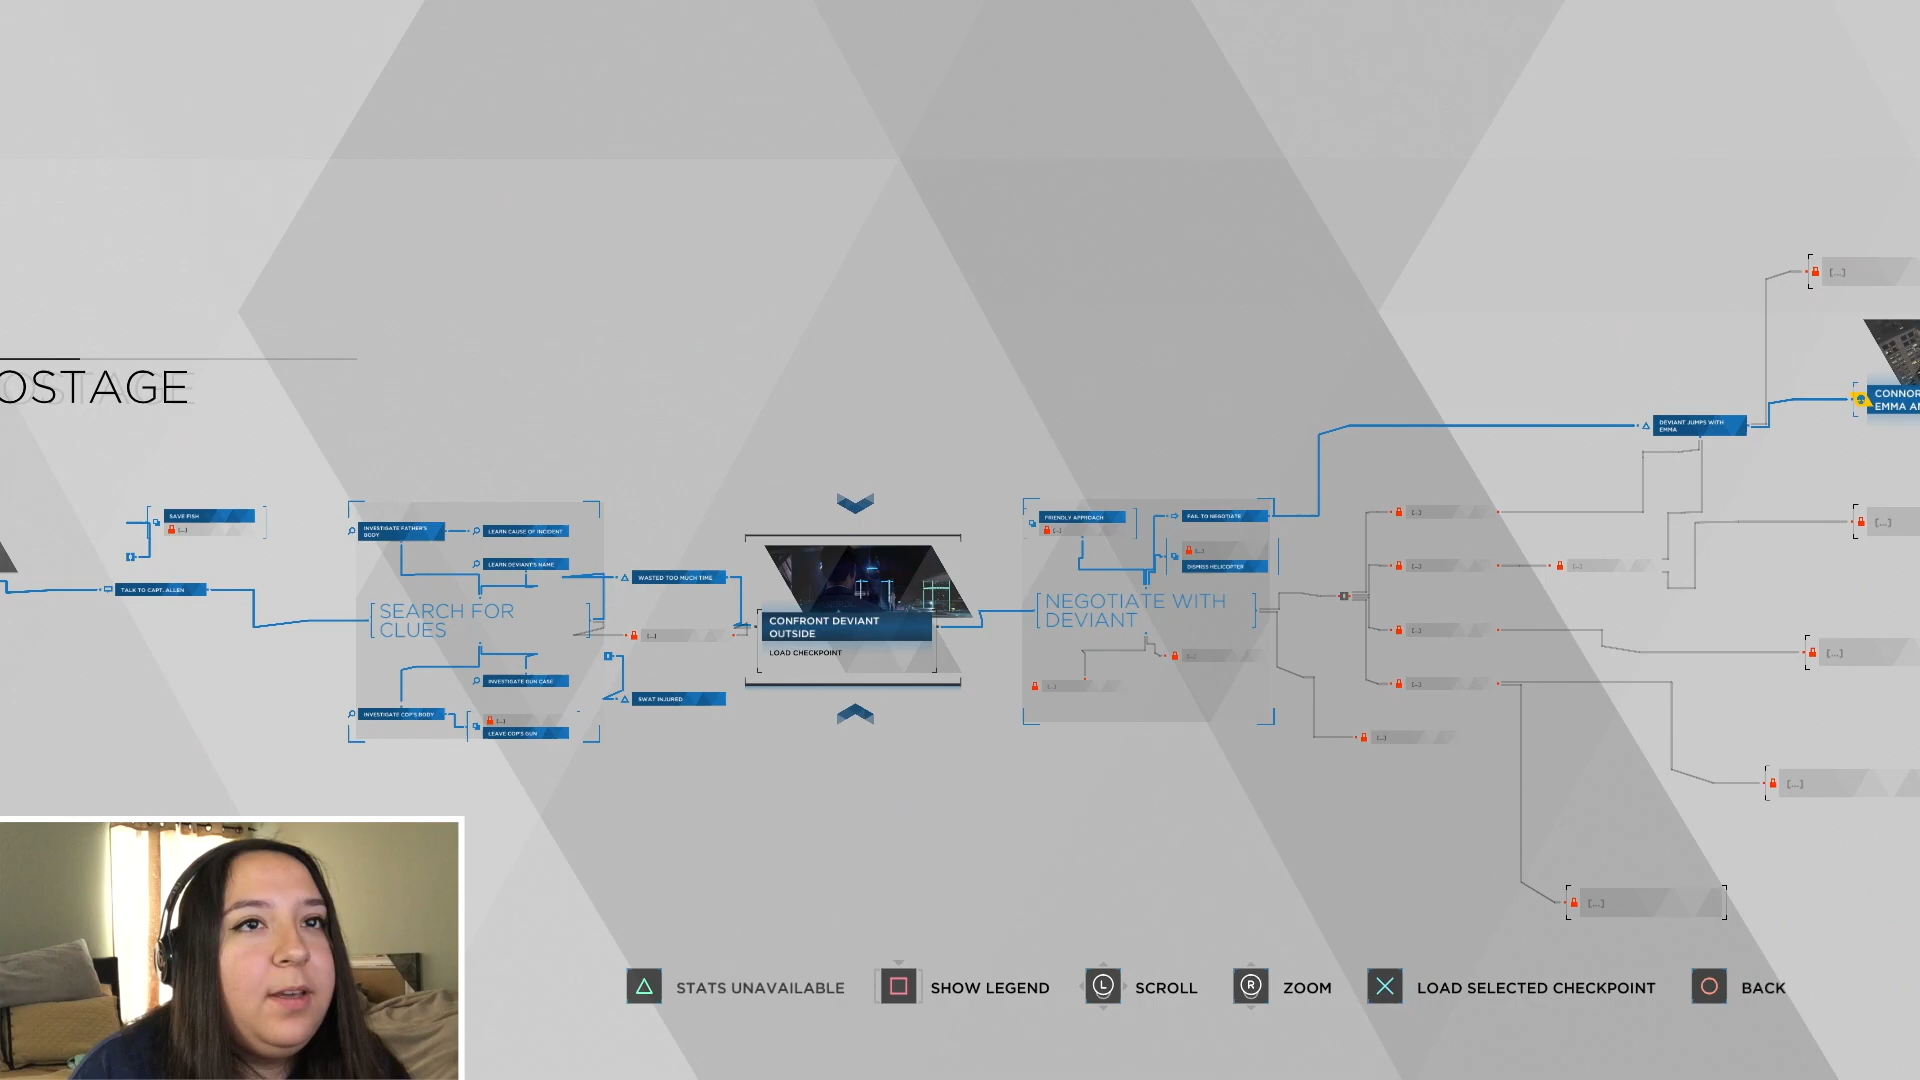 OSTAGE
SAVE FISH
[...]
TALK TO CAPT. ALLEN
INVESTIGATE FATHER'S
BODY
LEARN CAUSE OF INCIDENT
LEARN DEVIANT'S NAME
SEARCH FOR
CLUES
INVESTIGATE GUN CASE
INVESTIGATE COP'S BODY
[...]
LEAVE COP'S GUN
WASTED TOO MUCH TIME
[...]
SWAT INJURED
CONFRONT DEVIANT
OUTSIDE
LOAD CHECKPOINT
FRIENDLY APPROACH
[...]
FAIL TO NEGOTIATE
[...]
DISMISS HELICOPTER
NEGOTIATE WITH
DEVIANT
[...]
[...]
[...]
[...]
[...]
[...]
[...]
[...]
DEVIANT JUMPS WITH
EMMA
[...]
CONNOR
EMMA AN
[...]
[...]
[...]
[...]
STATS UNAVAILABLE
SHOW LEGEND
L
SCROLL
R
ZOOM
LOAD SELECTED CHECKPOINT
BACK